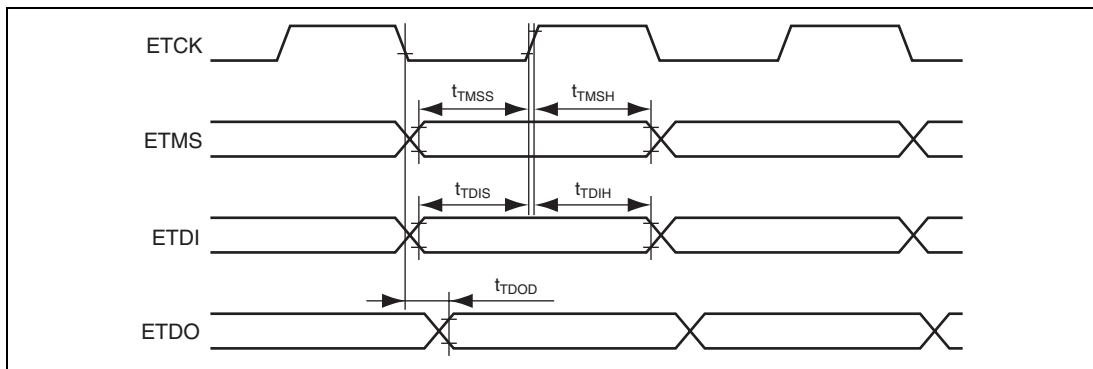 ETCK
tTMSS tTMSH
ETMS
tTDIS tTDIH
ETDI
tTDOD
ETDO